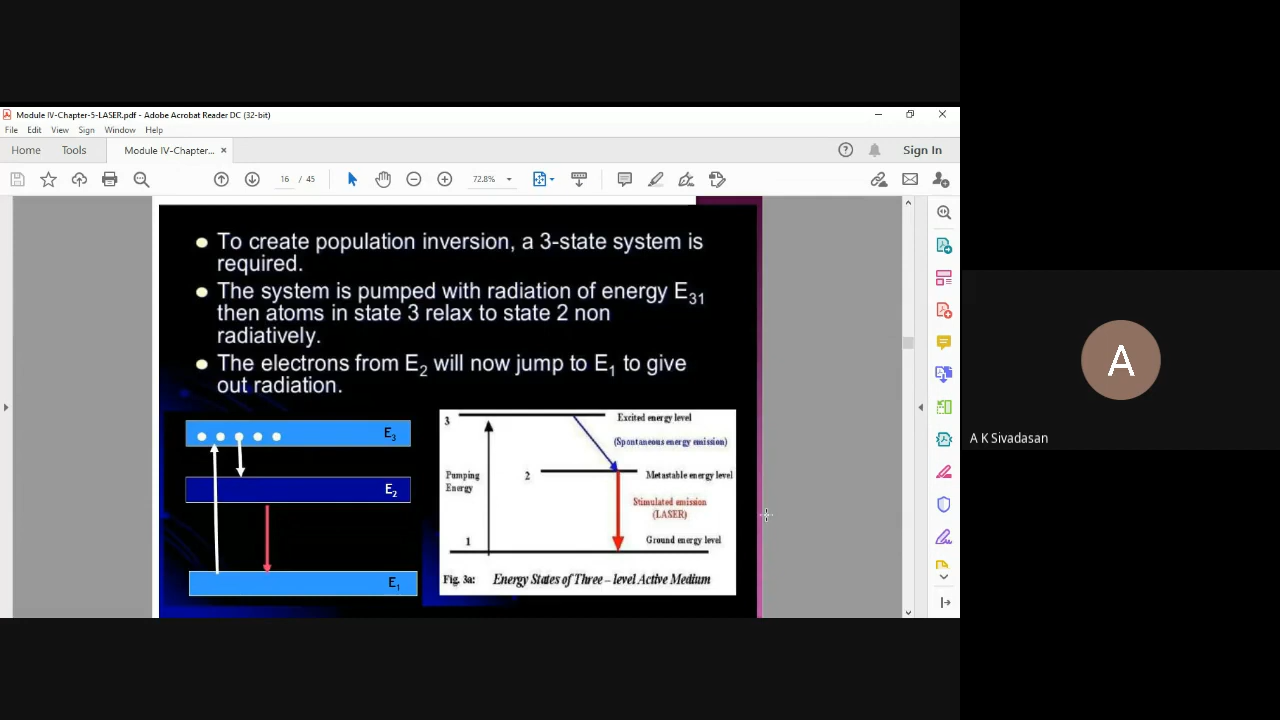 Module IV-Chapter-5-LASER.pdf - Adobe Acrobat Reader DC (32-bit)
File Edit View Sign Window Help
Home Tools Module IV-Chapter... × Sign In
16 / 45 72.8%
To create population inversion, a 3-state system is
required.
The system is pumped with radiation of energy E31
then atoms in state 3 relax to state 2 non
radiatively.
The electrons from E2 will now jump to E1 to give
out radiation.
E3
E2
E1
3 Excited energy level
(Spontaneous energy emission)
Pumping
Energy
2 Metastable energy level
Stimulated emission
(LASER)
1 Ground energy level
Fig. 3a: Energy States of Three – level Active Medium
A
A K Sivadasan